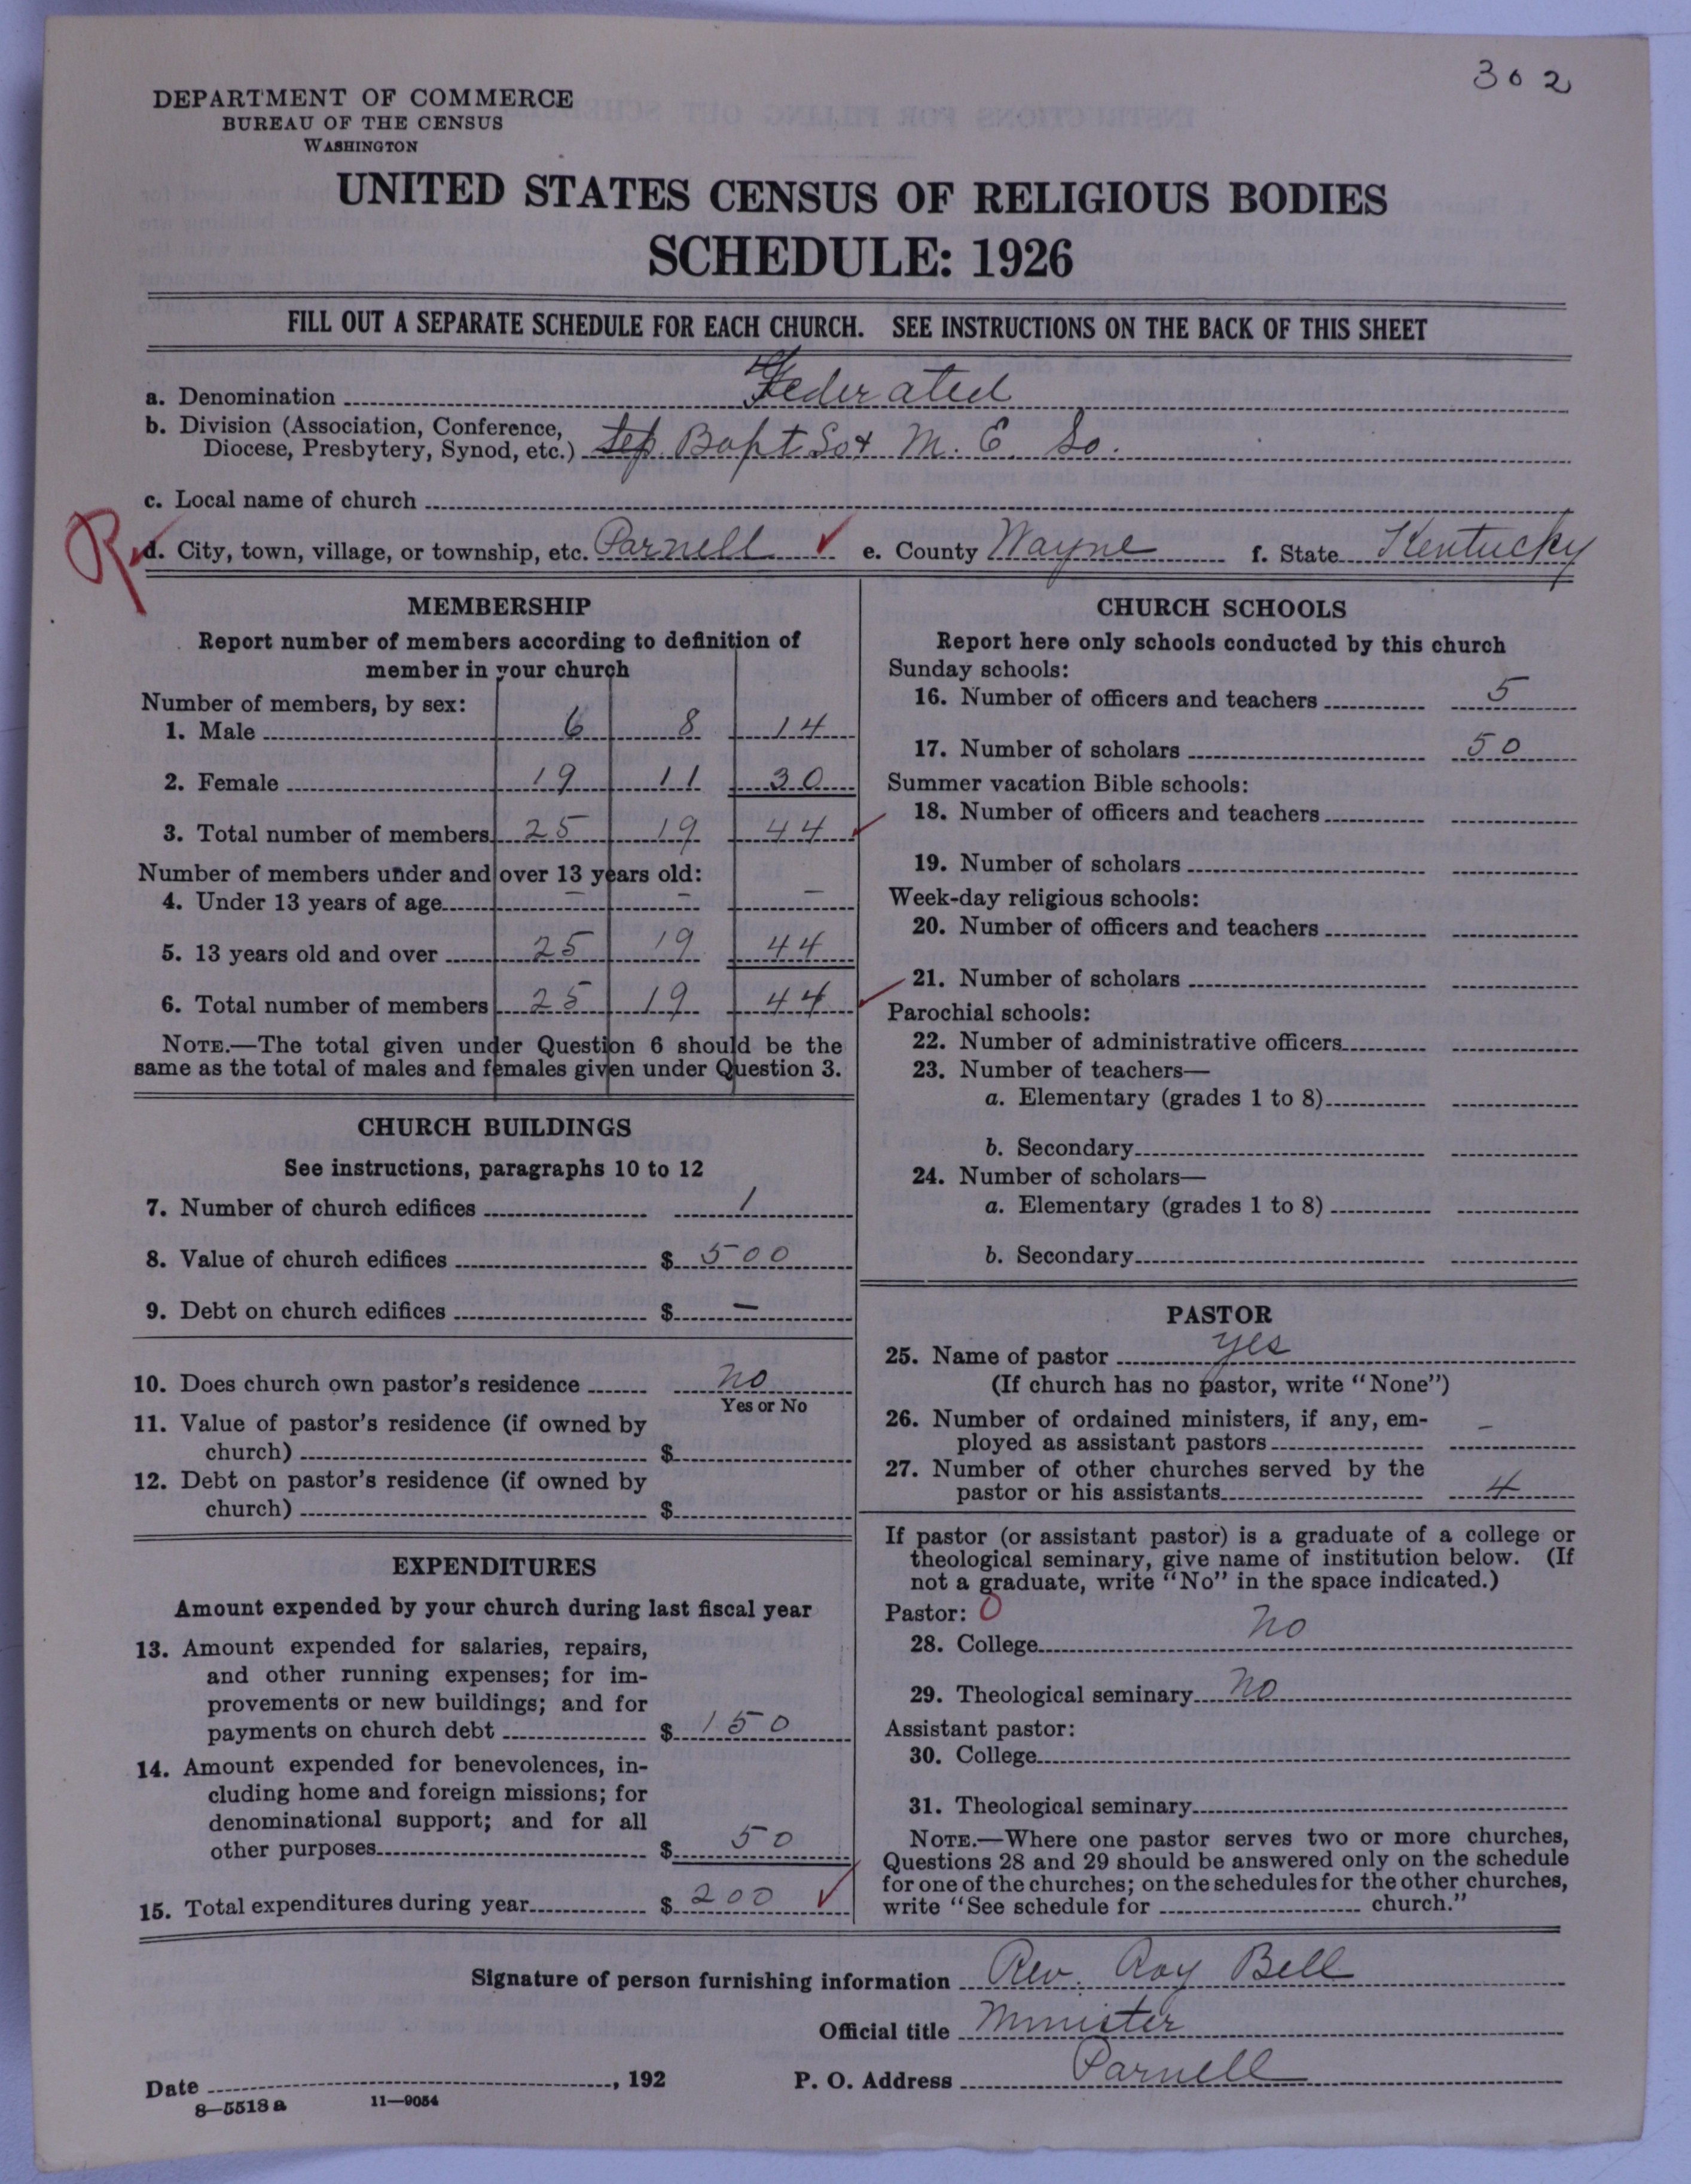 302
DEPARTMENT OF COMMERCE
BUREAU OF THE CENSUS
WASHINGTON
UNITED STATES CENSUS OF RELIGIOUS BODIES
SCHEDULE: 1926
FILL OUT A SEPARATE SCHEDULE FOR EACH CHURCH. SEE INSTRUCTIONS ON THE BACK OF THIS SHEET
a. Denomination Federated
b. Division (Association, Conference,
Diocese, Presbytery, Synod, etc.) Sep. Bapt So + M. E. So.
c. Local name of church
R
d. City, town, village, or township, etc. Parnell ✓ e. County Wayne f. State Kentucky
MEMBERSHIP
Report number of members according to definition of
member in your church
Number of members, by sex:
1. Male 6 8 14
2. Female 19 11 30
3. Total number of members 25 19 44
Number of members under and over 13 years old:
4. Under 13 years of age – – –
5. 13 years old and over 25 19 44
6. Total number of members 25 19 44
NOTE.—The total given under Question 6 should be the
same as the total of males and females given under Question 3.
CHURCH BUILDINGS
See instructions, paragraphs 10 to 12
7. Number of church edifices 1
8. Value of church edifices $ 500
9. Debt on church edifices $ –
10. Does church own pastor's residence No
Yes or No
11. Value of pastor's residence (if owned by
church) $
12. Debt on pastor's residence (if owned by
church) $
EXPENDITURES
Amount expended by your church during last fiscal year
13. Amount expended for salaries, repairs,
and other running expenses; for im-
provements or new buildings; and for
payments on church debt $ 150
14. Amount expended for benevolences, in-
cluding home and foreign missions; for
denominational support; and for all
other purposes $ 50
15. Total expenditures during year $ 200 ✓
CHURCH SCHOOLS
Report here only schools conducted by this church
Sunday schools:
16. Number of officers and teachers 5
17. Number of scholars 50
Summer vacation Bible schools:
18. Number of officers and teachers
19. Number of scholars
Week-day religious schools:
20. Number of officers and teachers
21. Number of scholars
Parochial schools:
22. Number of administrative officers
23. Number of teachers—
a. Elementary (grades 1 to 8)
b. Secondary
24. Number of scholars—
a. Elementary (grades 1 to 8)
b. Secondary
PASTOR
25. Name of pastor yes
(If church has no pastor, write "None")
26. Number of ordained ministers, if any, em-
ployed as assistant pastors –
27. Number of other churches served by the
pastor or his assistants 4
If pastor (or assistant pastor) is a graduate of a college or
theological seminary, give name of institution below. (If
not a graduate, write "No" in the space indicated.)
Pastor: 0
28. College No
29. Theological seminary No
Assistant pastor:
30. College
31. Theological seminary
NOTE.—Where one pastor serves two or more churches,
Questions 28 and 29 should be answered only on the schedule
for one of the churches; on the schedules for the other churches,
write "See schedule for church."
Signature of person furnishing information Rev. Roy Bell
Official title Minister
Date , 192 P. O. Address Parnell
8—5518 a 11—9054